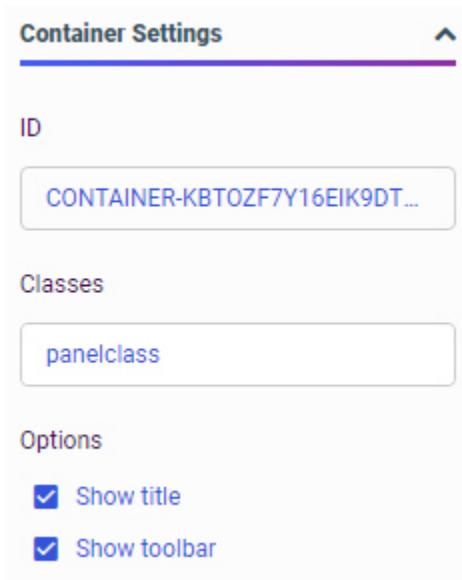 Container Settings
ID
CONTAINER-KBTOZF7Y16EIK9DT...
Classes
panelclass
Options
Show title
Show toolbar